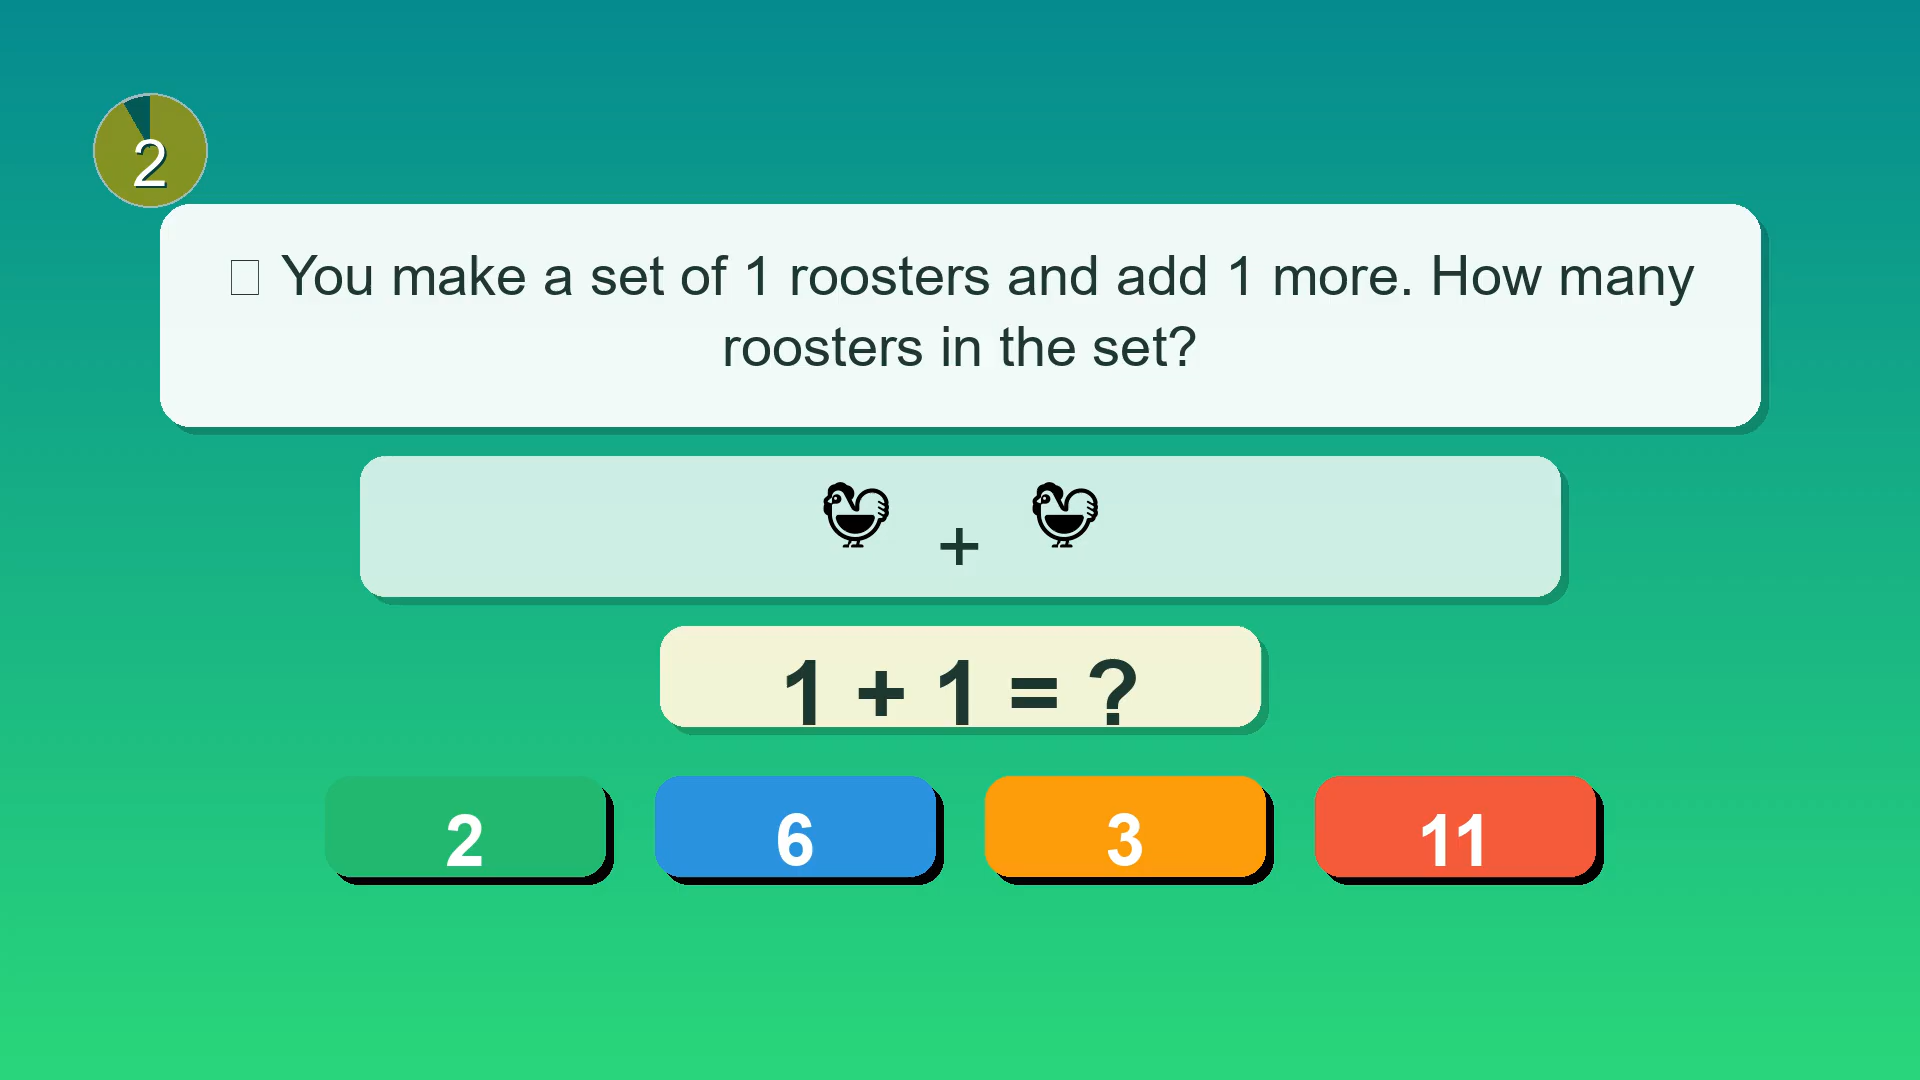 2
You make a set of 1 roosters and add 1 more. How many
roosters in the set?
+
1 + 1 = ?
2 6 3 11